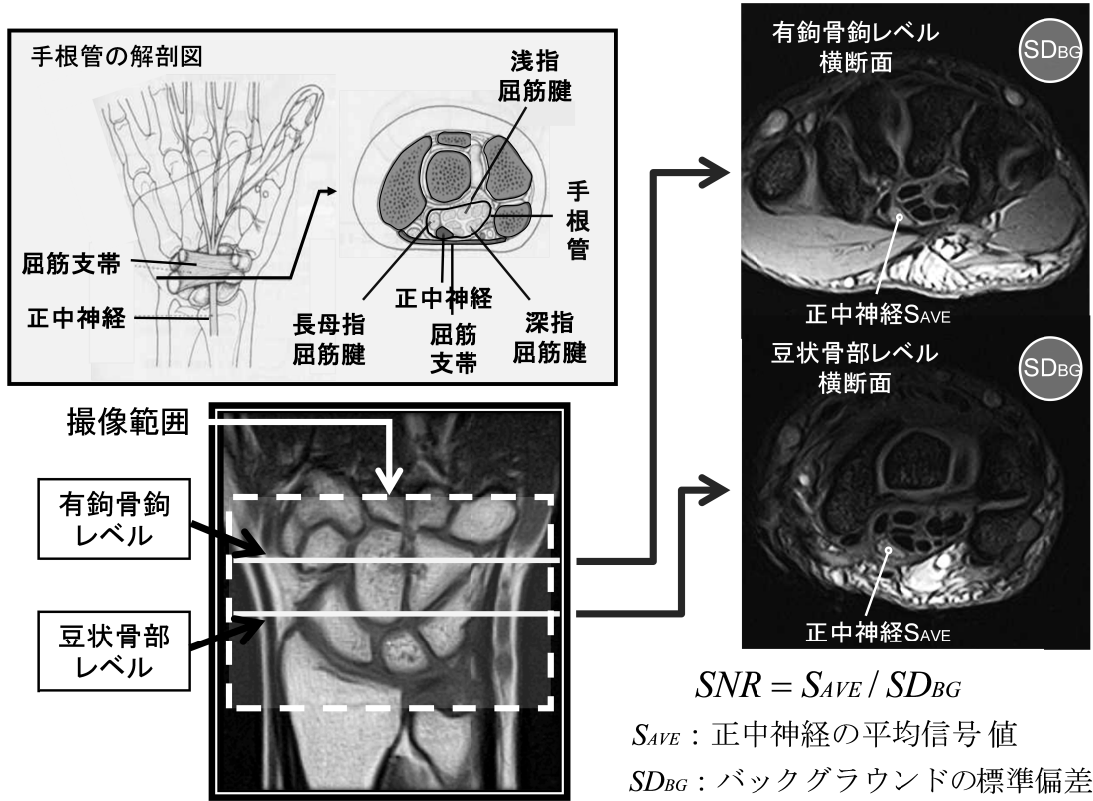 手根管の解剖図
浅指
屈筋腱
手
根
管
屈筋支帯
正中神経
正中神経
長母指
屈筋腱
屈筋
支帯
深指
屈筋腱
撮像範囲
有鉤骨鉤
レベル
豆状骨部
レベル
有鉤骨鉤レベル
横断面
SDBG
正中神経SAVE
豆状骨部レベル
横断面
SDBG
正中神経SAVE
SNR = SAVE / SDBG
SAVE：正中神経の平均信号値
SDBG：バックグラウンドの標準偏差